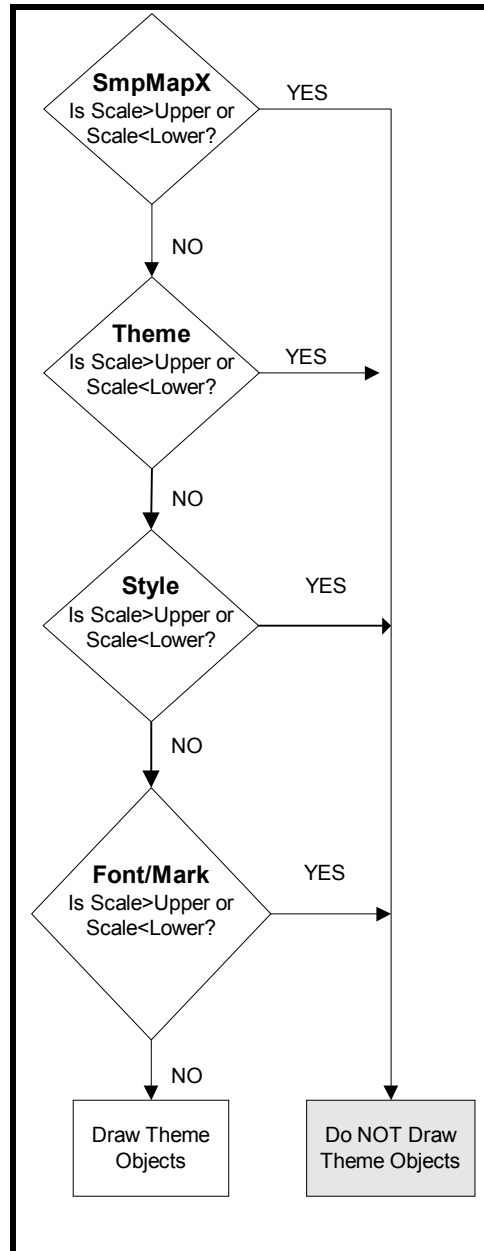 SmpMapX
Is Scale>Upper or
Scale<Lower?
YES
NO
Theme
Is Scale>Upper or
Scale<Lower?
YES
NO
Style
Is Scale>Upper or
Scale<Lower?
YES
NO
Font/Mark
Is Scale>Upper or
Scale<Lower?
YES
NO
Draw Theme
Objects
Do NOT Draw
Theme Objects